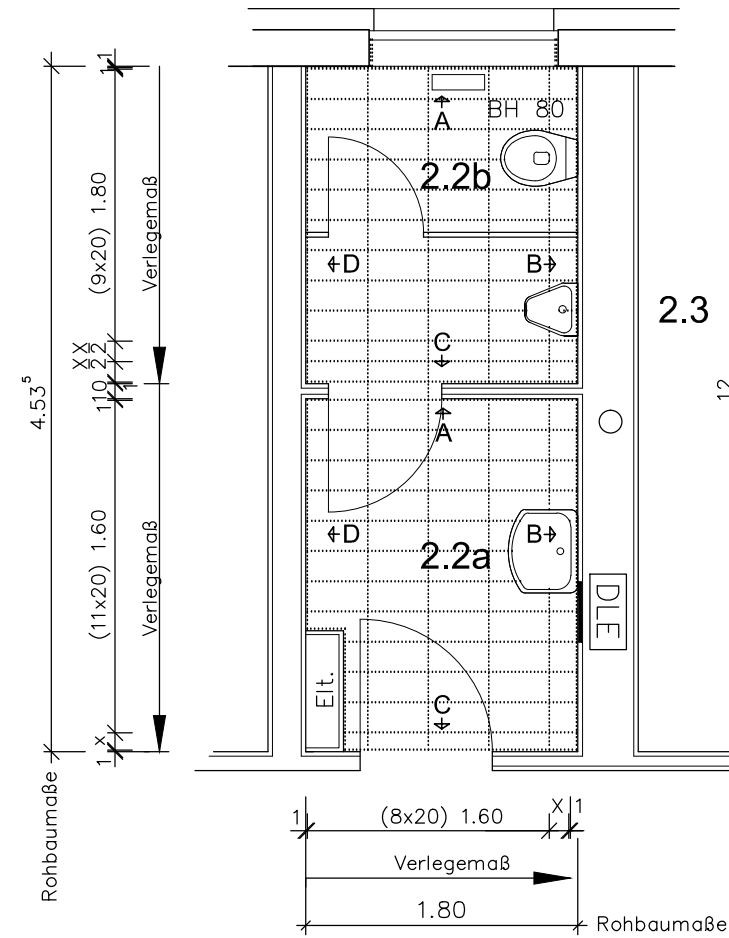 1
1
(9x20) 1.80
Verlegemaß
X X
2 2
1
10
1
4.53⁵
(11x20) 1.60
Verlegemaß
x
1
Rohbaumaße
BH 80
A
2.2b
D
B
C
2.3
12
A
D
B
2.2a
DLE
Elt.
C
1
(8x20) 1.60
X
1
Verlegemaß
1.80
Rohbaumaße